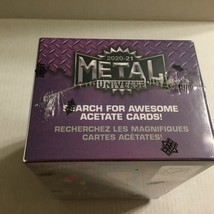 2020-21
METAL
UNIVERSE
SEARCH FOR AWESOME
ACETATE CARDS!
RECHERCHEZ LES MAGNIFIQUES
CARTES ACÉTATES!